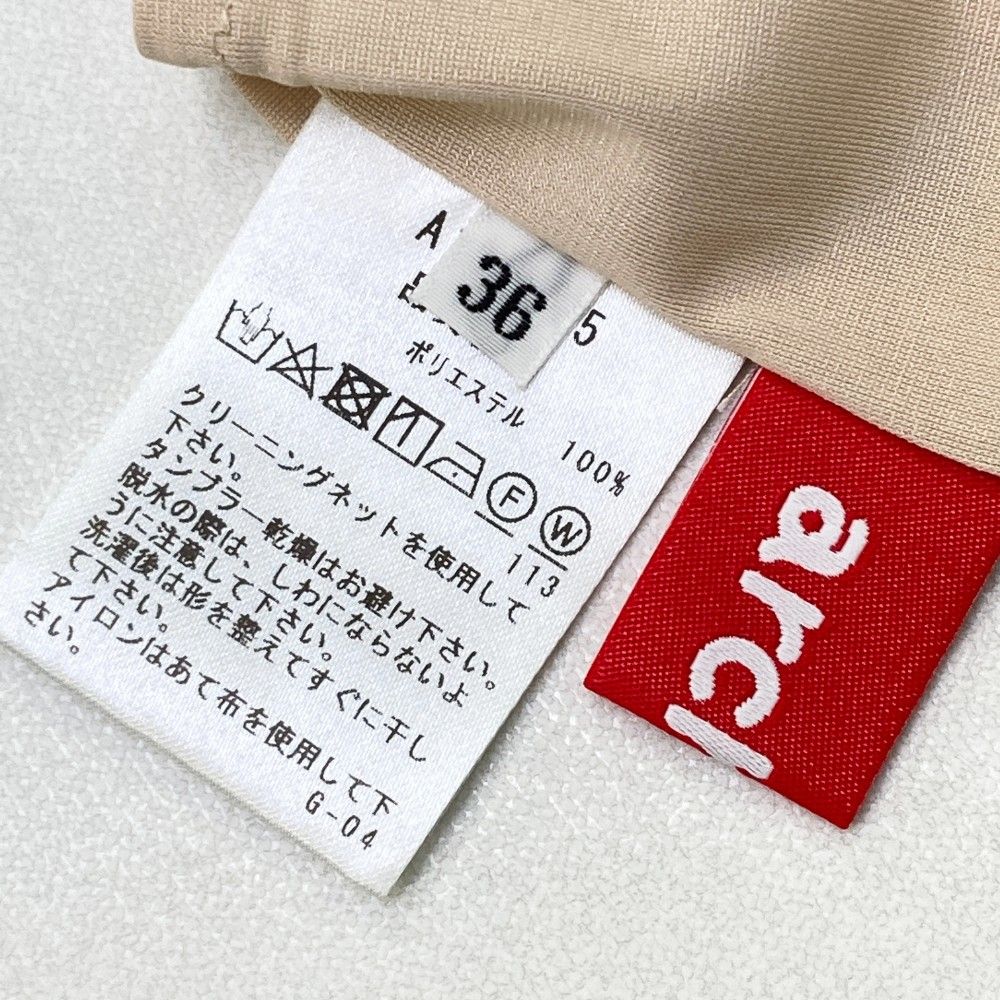 A
36
5
ポリエステル 100%
F W
113
クリーニングネットを使用して
下さい。
タンブラー乾燥はお避け下さい。
脱水の際は、しわにならないよ
うに注意して下さい。
洗濯後は形を整えてすぐに干し
て下さい。
アイロンはあて布を使用して下
さい。
G-04
arch